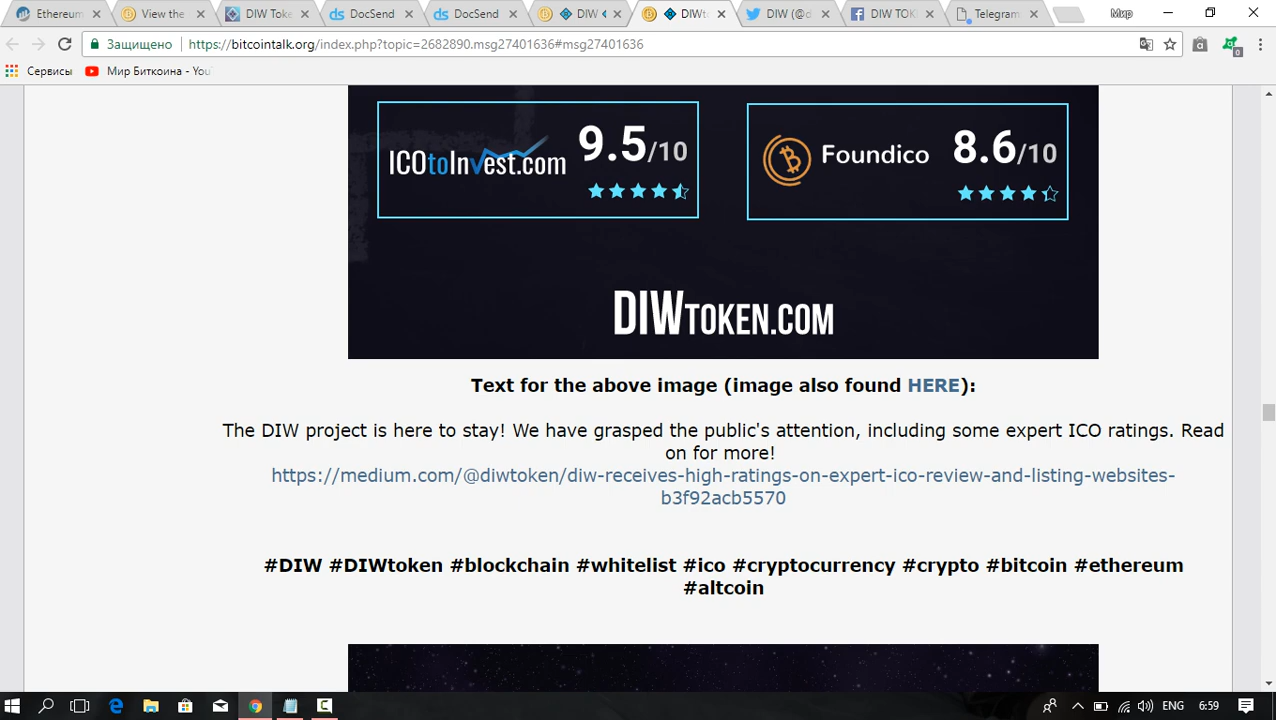 Ethereum
View the
DIW Toke
DocSend
DocSend
DIW
DIWt
DIW (@d
DIW TOK
Telegram
Мир
Защищено
https://bitcointalk.org/index.php?topic=2682890.msg27401636#msg27401636
a
0
Сервисы
Мир Биткоина - You
ICOtoInvest.com
9.5/10
Foundico
8.6/10
DIWTOKEN.COM
Text for the above image (image also found HERE):
The DIW project is here to stay! We have grasped the public's attention, including some expert ICO ratings. Read
on for more!
https://medium.com/@diwtoken/diw-receives-high-ratings-on-expert-ico-review-and-listing-websites-
b3f92acb5570
#DIW #DIWtoken #blockchain #whitelist #ico #cryptocurrency #crypto #bitcoin #ethereum
#altcoin
ENG
6:59